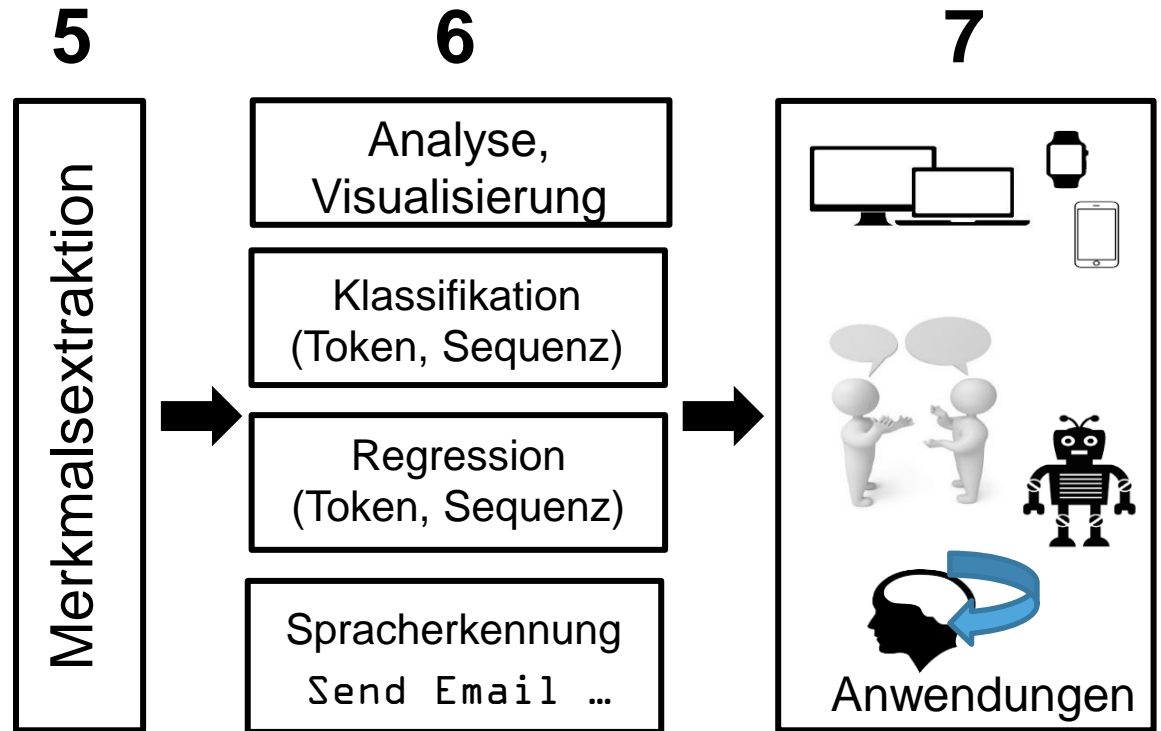 5
6
7
Merkmalsextraktion
Analyse,
Visualisierung
Klassifikation
(Token, Sequenz)
Regression
(Token, Sequenz)
Spracherkennung
Send Email …
Anwendungen